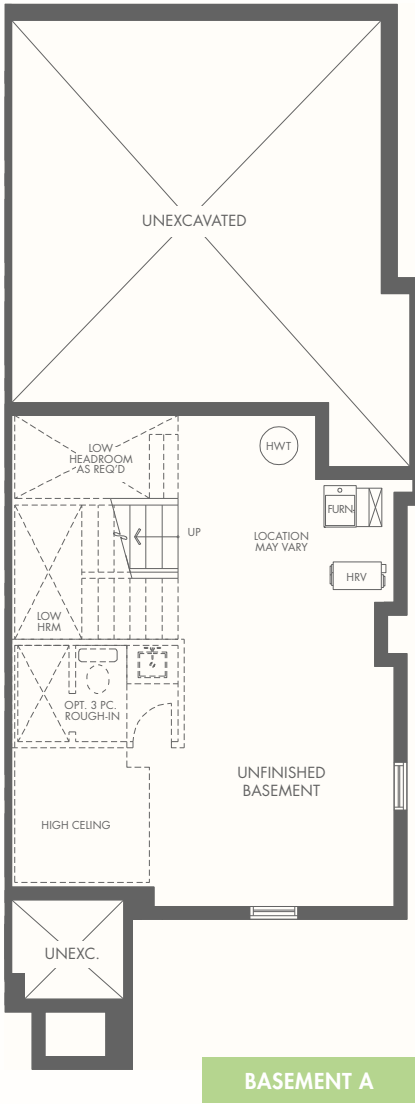 UNEXCAVATED
LOW
HEADROOM
AS REQ'D
HWT
FURN.
UP
LOCATION
MAY VARY
HRV
LOW
HRM
OPT. 3 PC.
ROUGH-IN
UNFINISHED
BASEMENT
HIGH CELING
UNEXC.
BASEMENT A